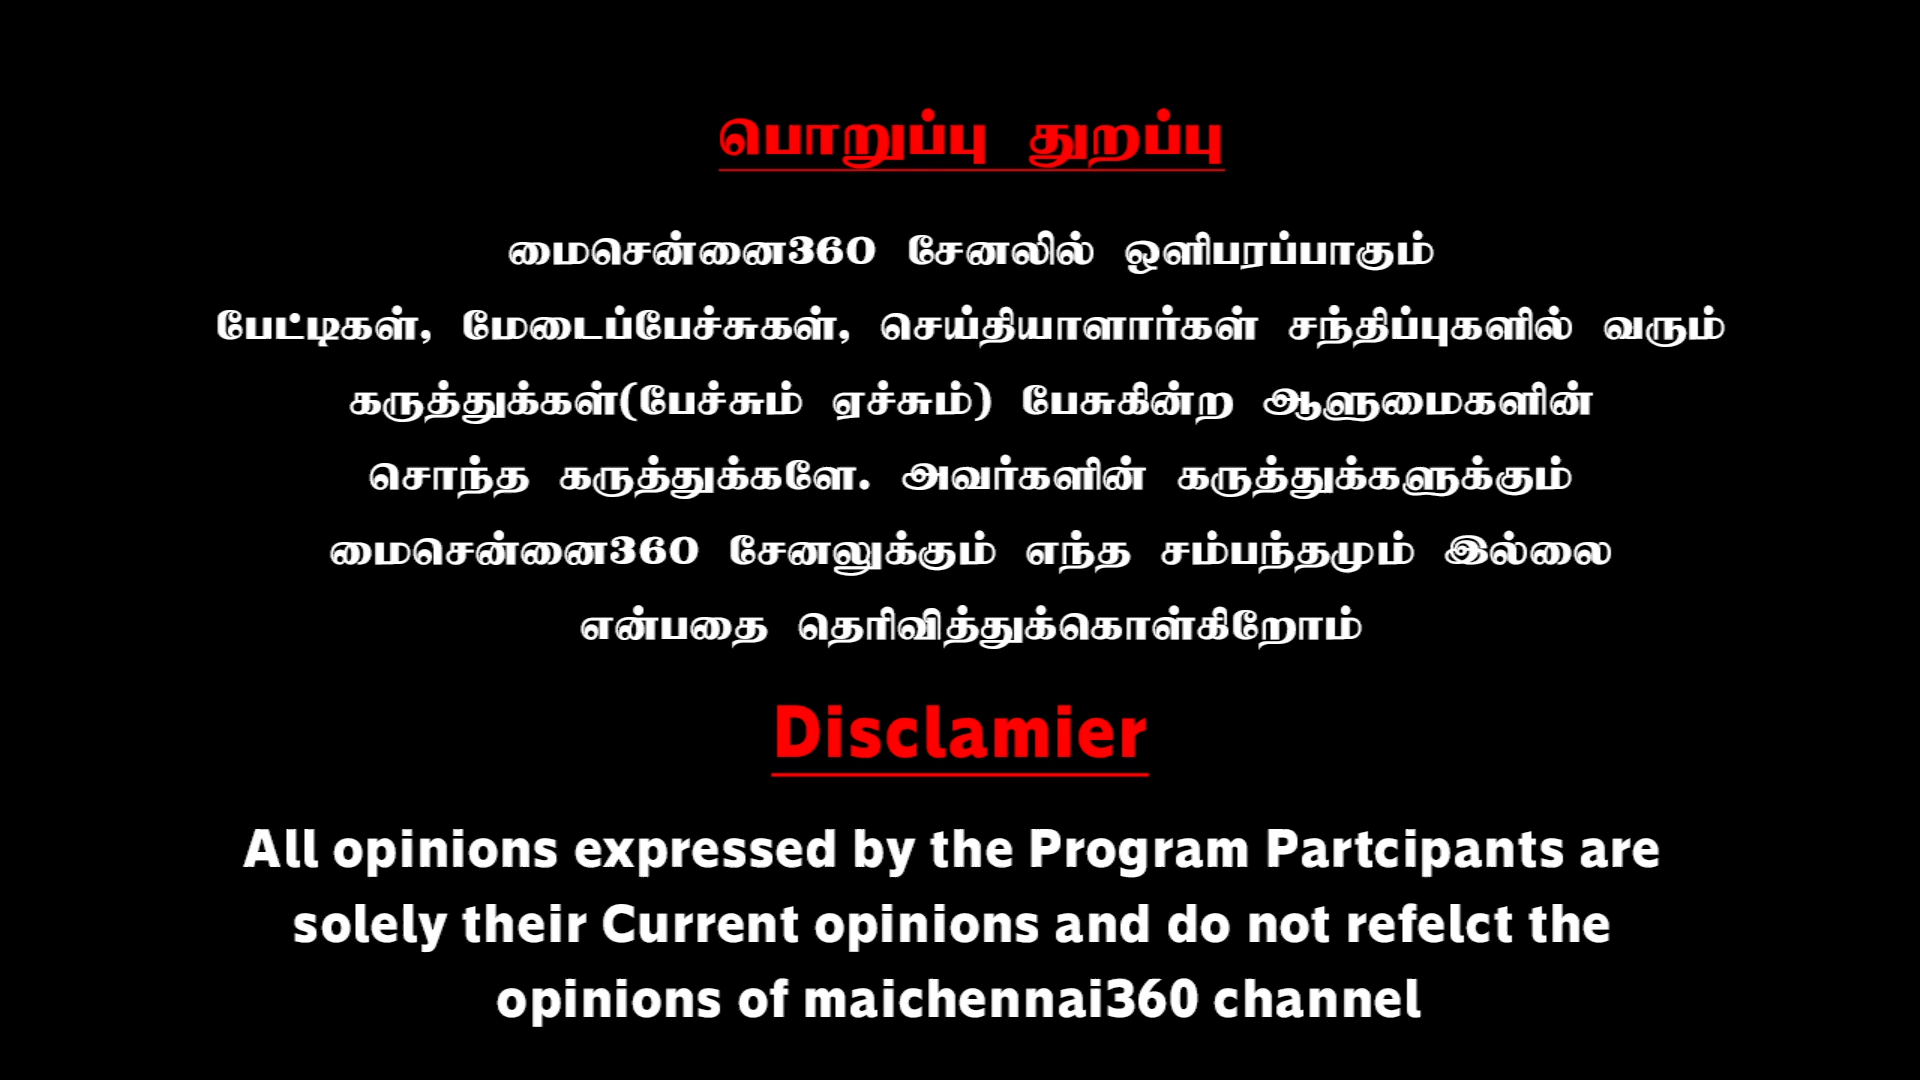 பொறுப்பு துறப்பு
மைசென்னை360 சேனலில் ஒளிபரப்பாகும்
பேட்டிகள், மேடைப்பேச்சுகள், செய்தியாளார்கள் சந்திப்புகளில் வரும்
கருத்துக்கள்(பேச்சும் ஏச்சும்) பேசுகின்ற ஆளுமைகளின்
சொந்த கருத்துக்களே. அவர்களின் கருத்துக்களுக்கும்
மைசென்னை360 சேனலுக்கும் எந்த சம்பந்தமும் இல்லை
என்பதை தெரிவித்துக்கொள்கிறோம்
Disclamier
All opinions expressed by the Program Partcipants are
solely their Current opinions and do not refelct the
opinions of maichennai360 channel